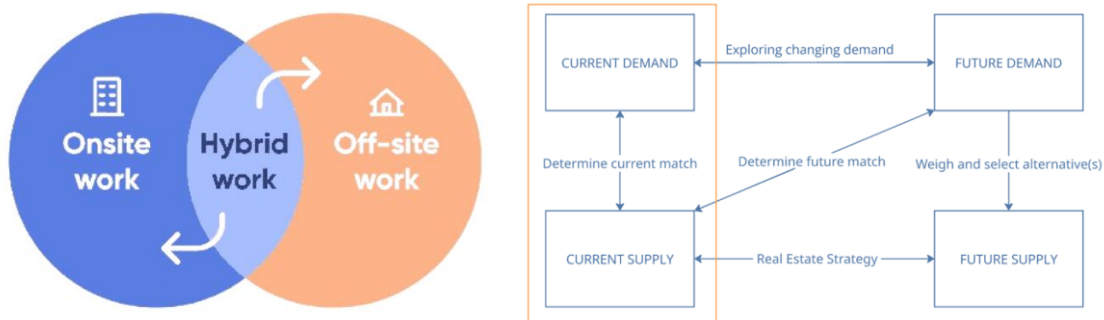 Onsite
work
Hybrid
work
Off-site
work
CURRENT DEMAND
Exploring changing demand
FUTURE DEMAND
Determine current match
Determine future match
Weigh and select alternative(s)
CURRENT SUPPLY
Real Estate Strategy
FUTURE SUPPLY